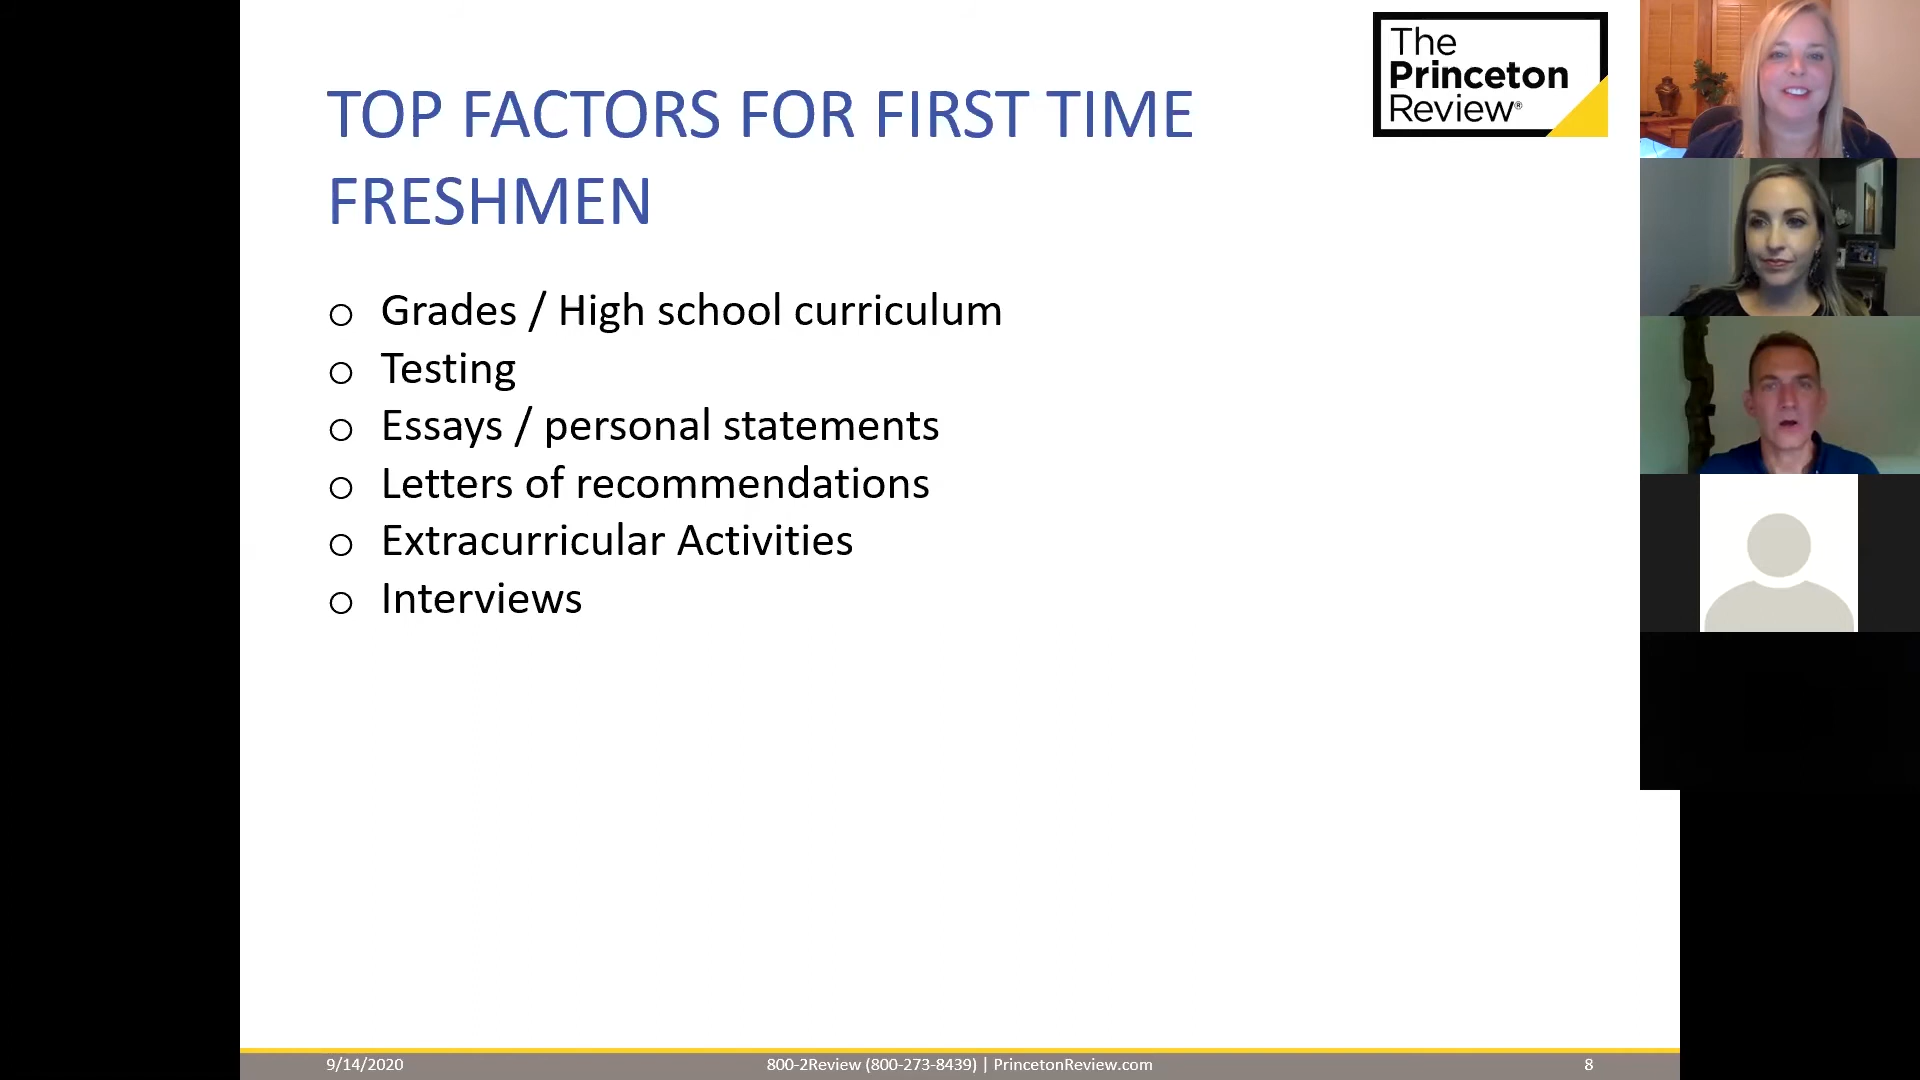 The
Princeton
Review®
TOP FACTORS FOR FIRST TIME
FRESHMEN
o Grades / High school curriculum
o Testing
o Essays / personal statements
o Letters of recommendations
o Extracurricular Activities
o Interviews
9/14/2020
800-2Review (800-273-8439) | PrincetonReview.com
8